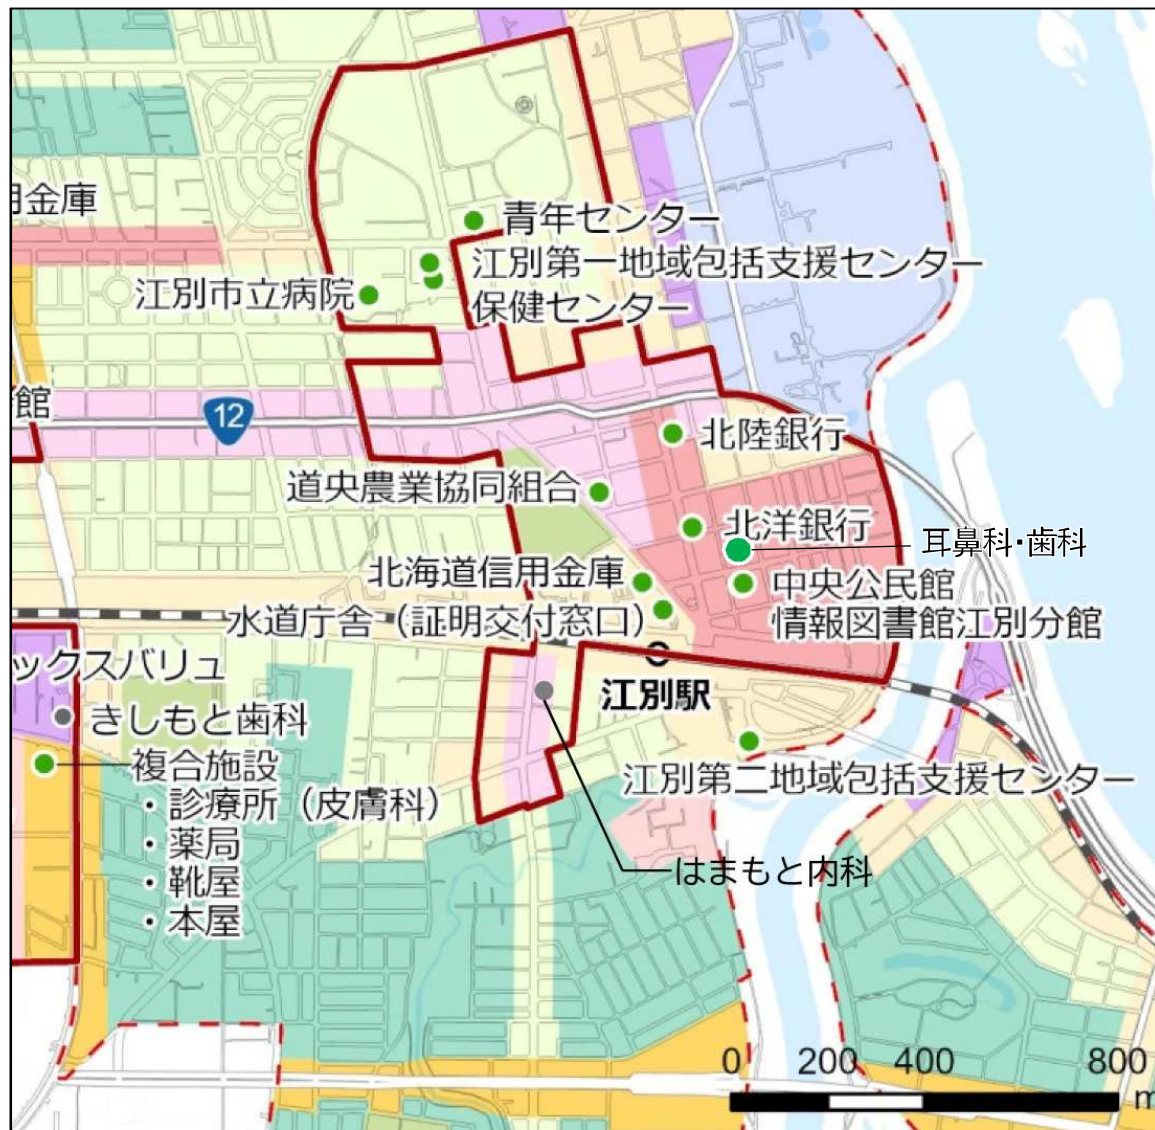 用金庫
青年センター
江別第一地域包括支援センター
江別市立病院
保健センター
館
12
北陸銀行
道央農業協同組合
北洋銀行
耳鼻科・歯科
北海道信用金庫
中央公民館
水道庁舎（証明交付窓口）
情報図書館江別分館
ックスバリュ
江別駅
きしもと歯科
複合施設
江別第二地域包括支援センター
・診療所（皮膚科）
・薬局
はまもと内科
・靴屋
・本屋
0 200 400 800
m